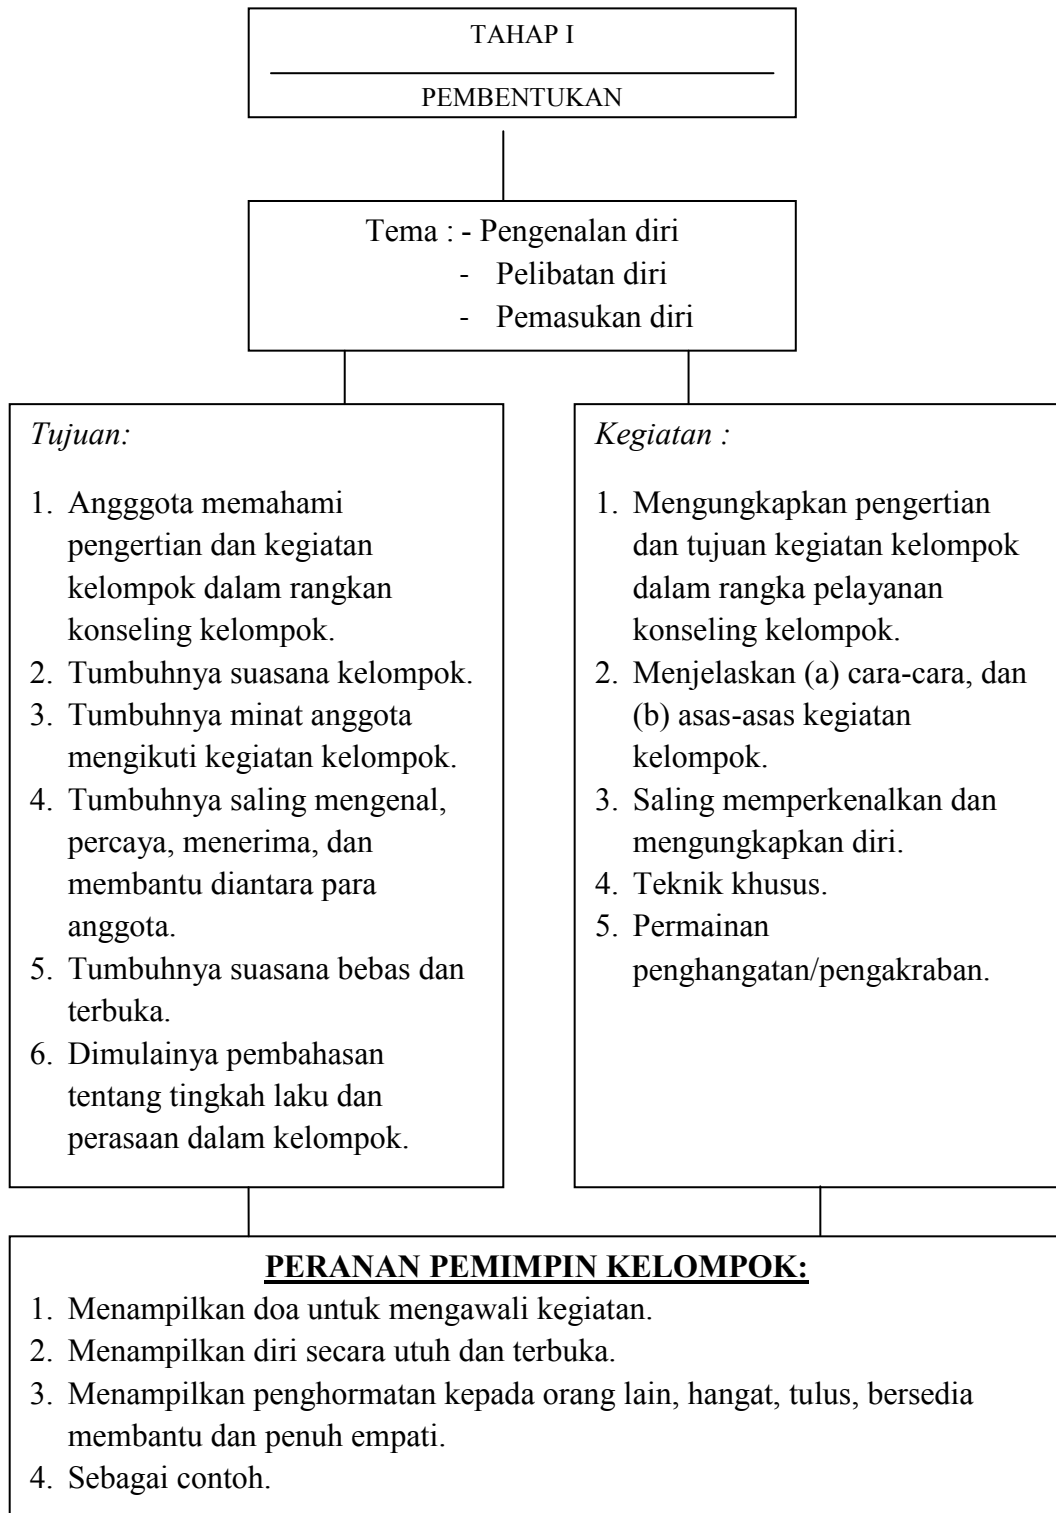 TAHAP I
PEMBENTUKAN
Tema : - Pengenalan diri
- Pelibatan diri
- Pemasukan diri
Tujuan:
1. Angggota memahami
pengertian dan kegiatan
kelompok dalam rangkan
konseling kelompok.
2. Tumbuhnya suasana kelompok.
3. Tumbuhnya minat anggota
mengikuti kegiatan kelompok.
4. Tumbuhnya saling mengenal,
percaya, menerima, dan
membantu diantara para
anggota.
5. Tumbuhnya suasana bebas dan
terbuka.
6. Dimulainya pembahasan
tentang tingkah laku dan
perasaan dalam kelompok.
Kegiatan :
1. Mengungkapkan pengertian
dan tujuan kegiatan kelompok
dalam rangka pelayanan
konseling kelompok.
2. Menjelaskan (a) cara-cara, dan
(b) asas-asas kegiatan
kelompok.
3. Saling memperkenalkan dan
mengungkapkan diri.
4. Teknik khusus.
5. Permainan
penghangatan/pengakraban.
PERANAN PEMIMPIN KELOMPOK:
1. Menampilkan doa untuk mengawali kegiatan.
2. Menampilkan diri secara utuh dan terbuka.
3. Menampilkan penghormatan kepada orang lain, hangat, tulus, bersedia
membantu dan penuh empati.
4. Sebagai contoh.